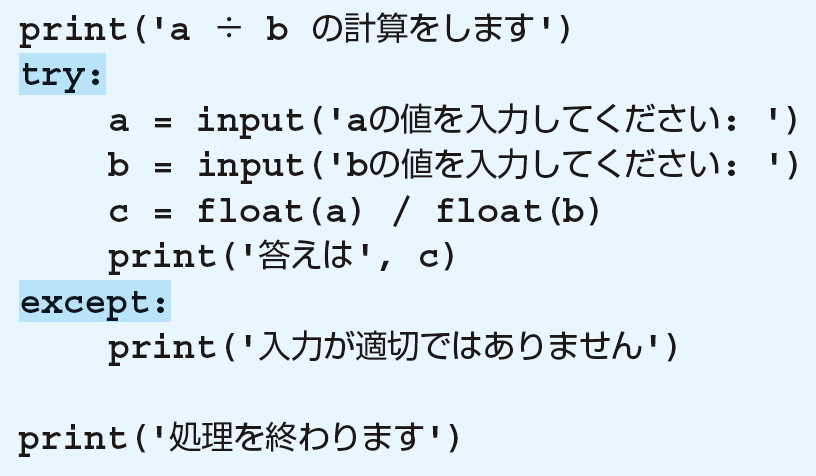 print('a ÷ b の計算をします')
try:
    a = input('aの値を入力してください: ')
    b = input('bの値を入力してください: ')
    c = float(a) / float(b)
    print('答えは', c)
except:
    print('入力が適切ではありません')

print('処理を終わります')